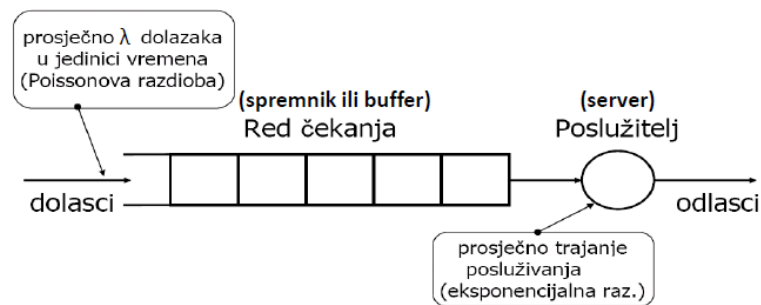 prosječno λ dolazaka
u jedinici vremena
(Poissonova razdioba)
(spremnik ili buffer)
Red čekanja
(server)
Poslužitelj
dolasci
odlasci
prosječno trajanje
posluživanja
(eksponencijalna raz.)